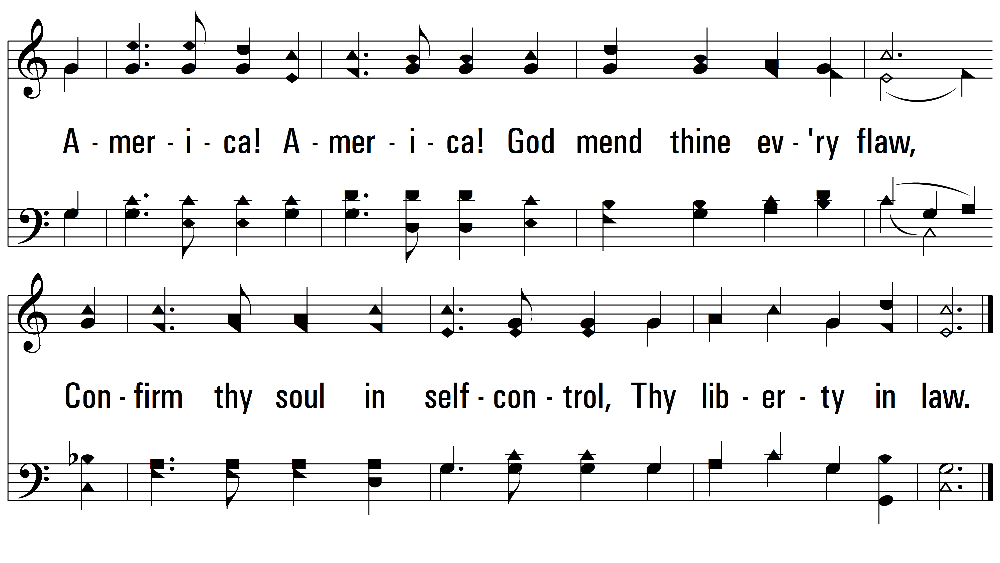 A - mer - i - ca! A - mer - i - ca! God mend thine ev - 'ry flaw,
Con - firm thy soul in self - con - trol, Thy lib - er - ty in law.